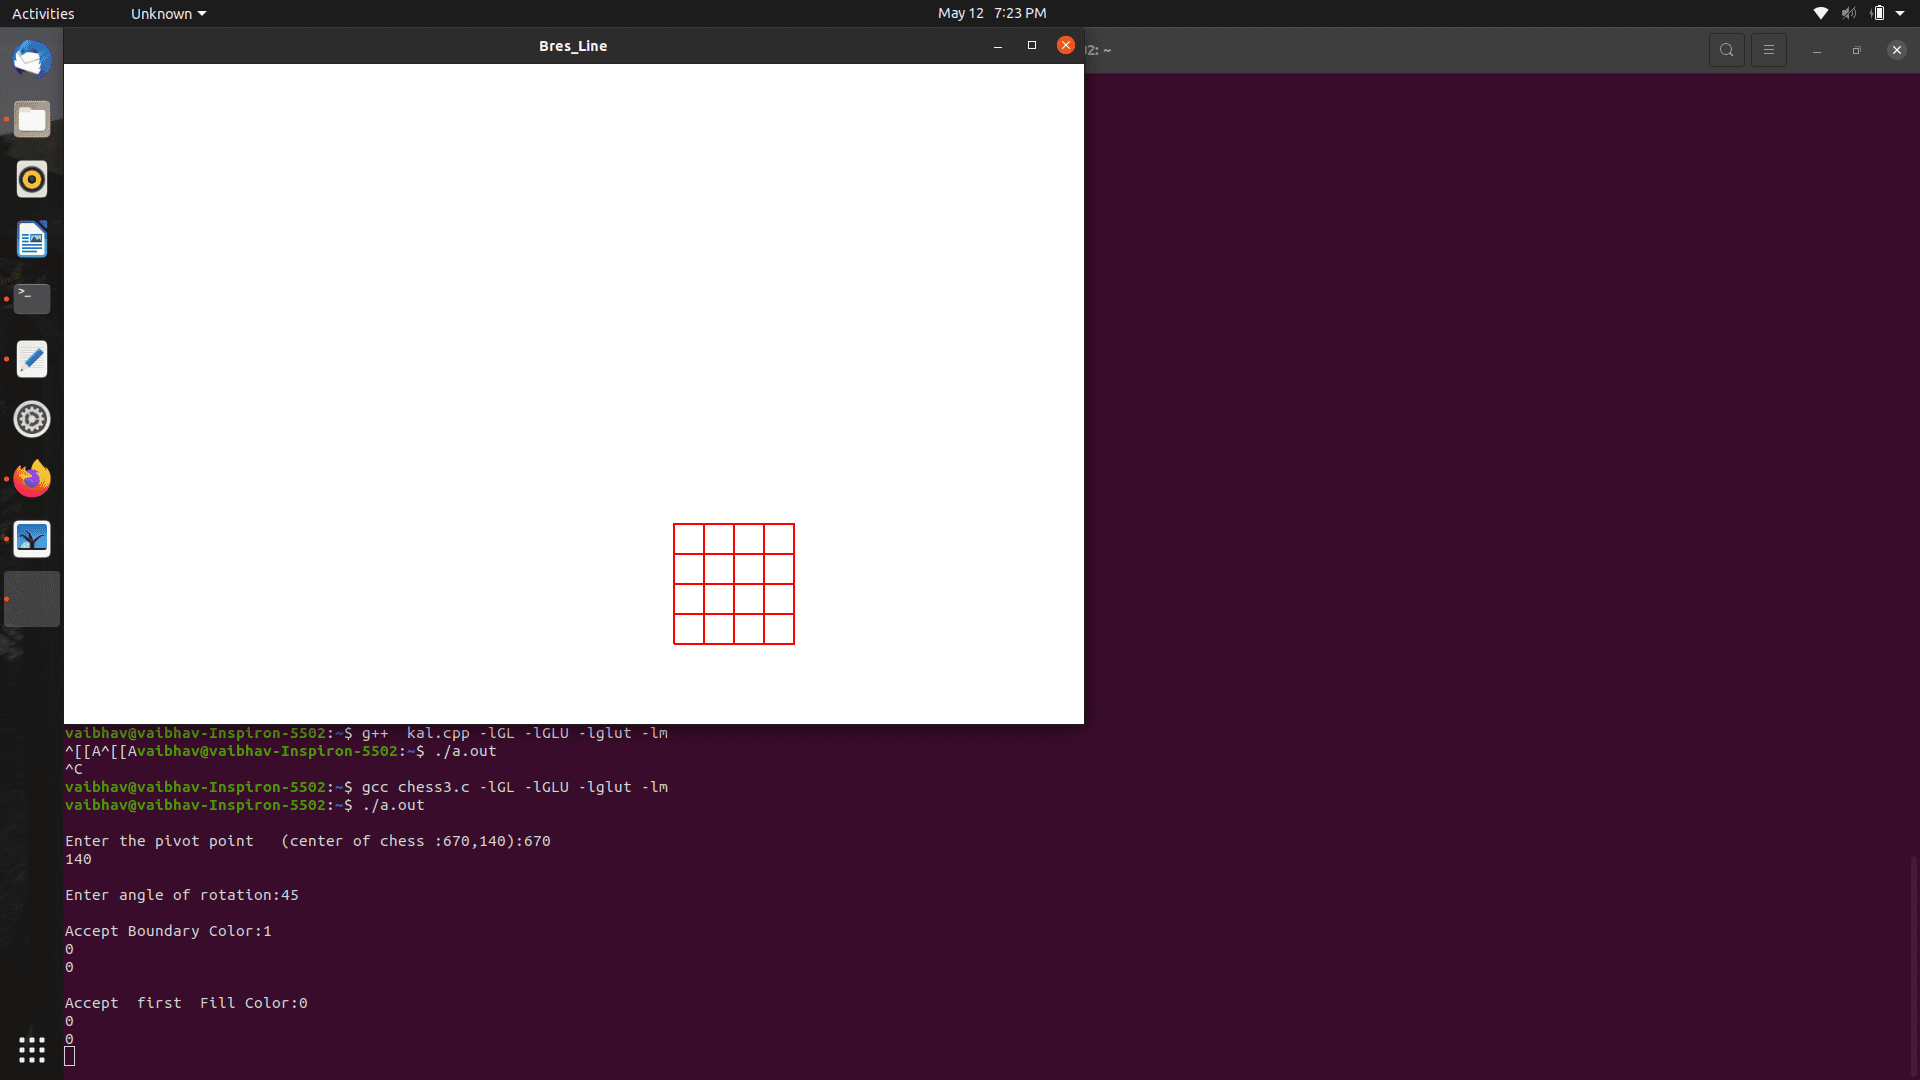 Activities
Unknown
May 12 7:23 PM
Bres_Line
2: ~
>_
vaibhav@vaibhav-Inspiron-5502:~$ g++  kal.cpp -lGL -lGLU -lglut -lm
^[[A^[[Avaibhav@vaibhav-Inspiron-5502:~$ ./a.out
^C
vaibhav@vaibhav-Inspiron-5502:~$ gcc chess3.c -lGL -lGLU -lglut -lm
vaibhav@vaibhav-Inspiron-5502:~$ ./a.out
Enter the pivot point   (center of chess :670,140):670
140
Enter angle of rotation:45
Accept Boundary Color:1
0
0
Accept  first  Fill Color:0
0
0